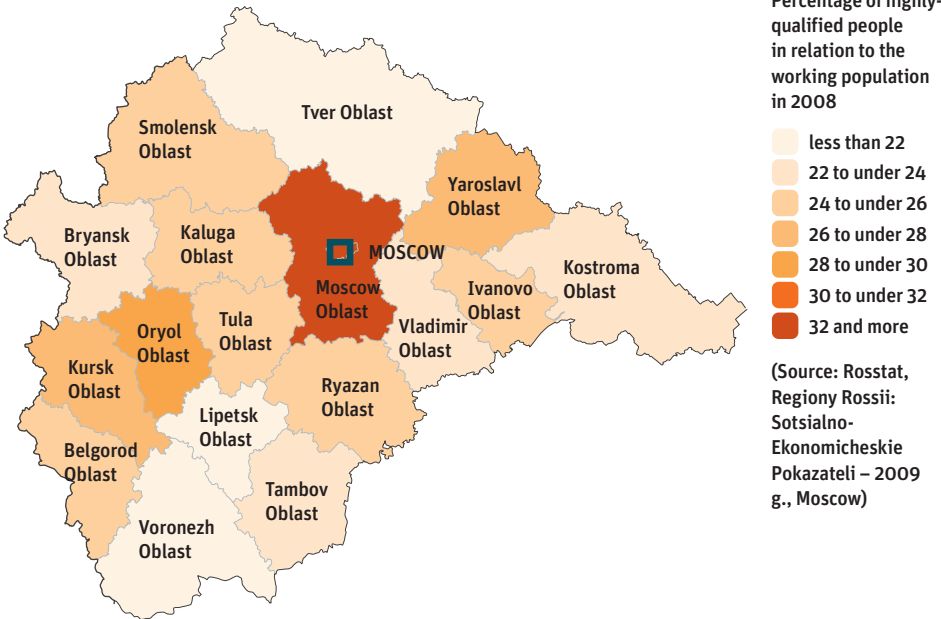 Percentage of highly-
qualified people
in relation to the
working population
in 2008
less than 22
22 to under 24
24 to under 26
26 to under 28
28 to under 30
30 to under 32
32 and more
(Source: Rosstat,
Regiony Rossii:
Sotsialno-
Ekonomicheskie
Pokazateli – 2009
g., Moscow)
Tver Oblast
Smolensk
Oblast
Yaroslavl
Oblast
Bryansk
Oblast
Kaluga
Oblast
MOSCOW
Moscow
Oblast
Kostroma
Oblast
Ivanovo
Oblast
Vladimir
Oblast
Oryol
Oblast
Tula
Oblast
Kursk
Oblast
Ryazan
Oblast
Lipetsk
Oblast
Belgorod
Oblast
Tambov
Oblast
Voronezh
Oblast